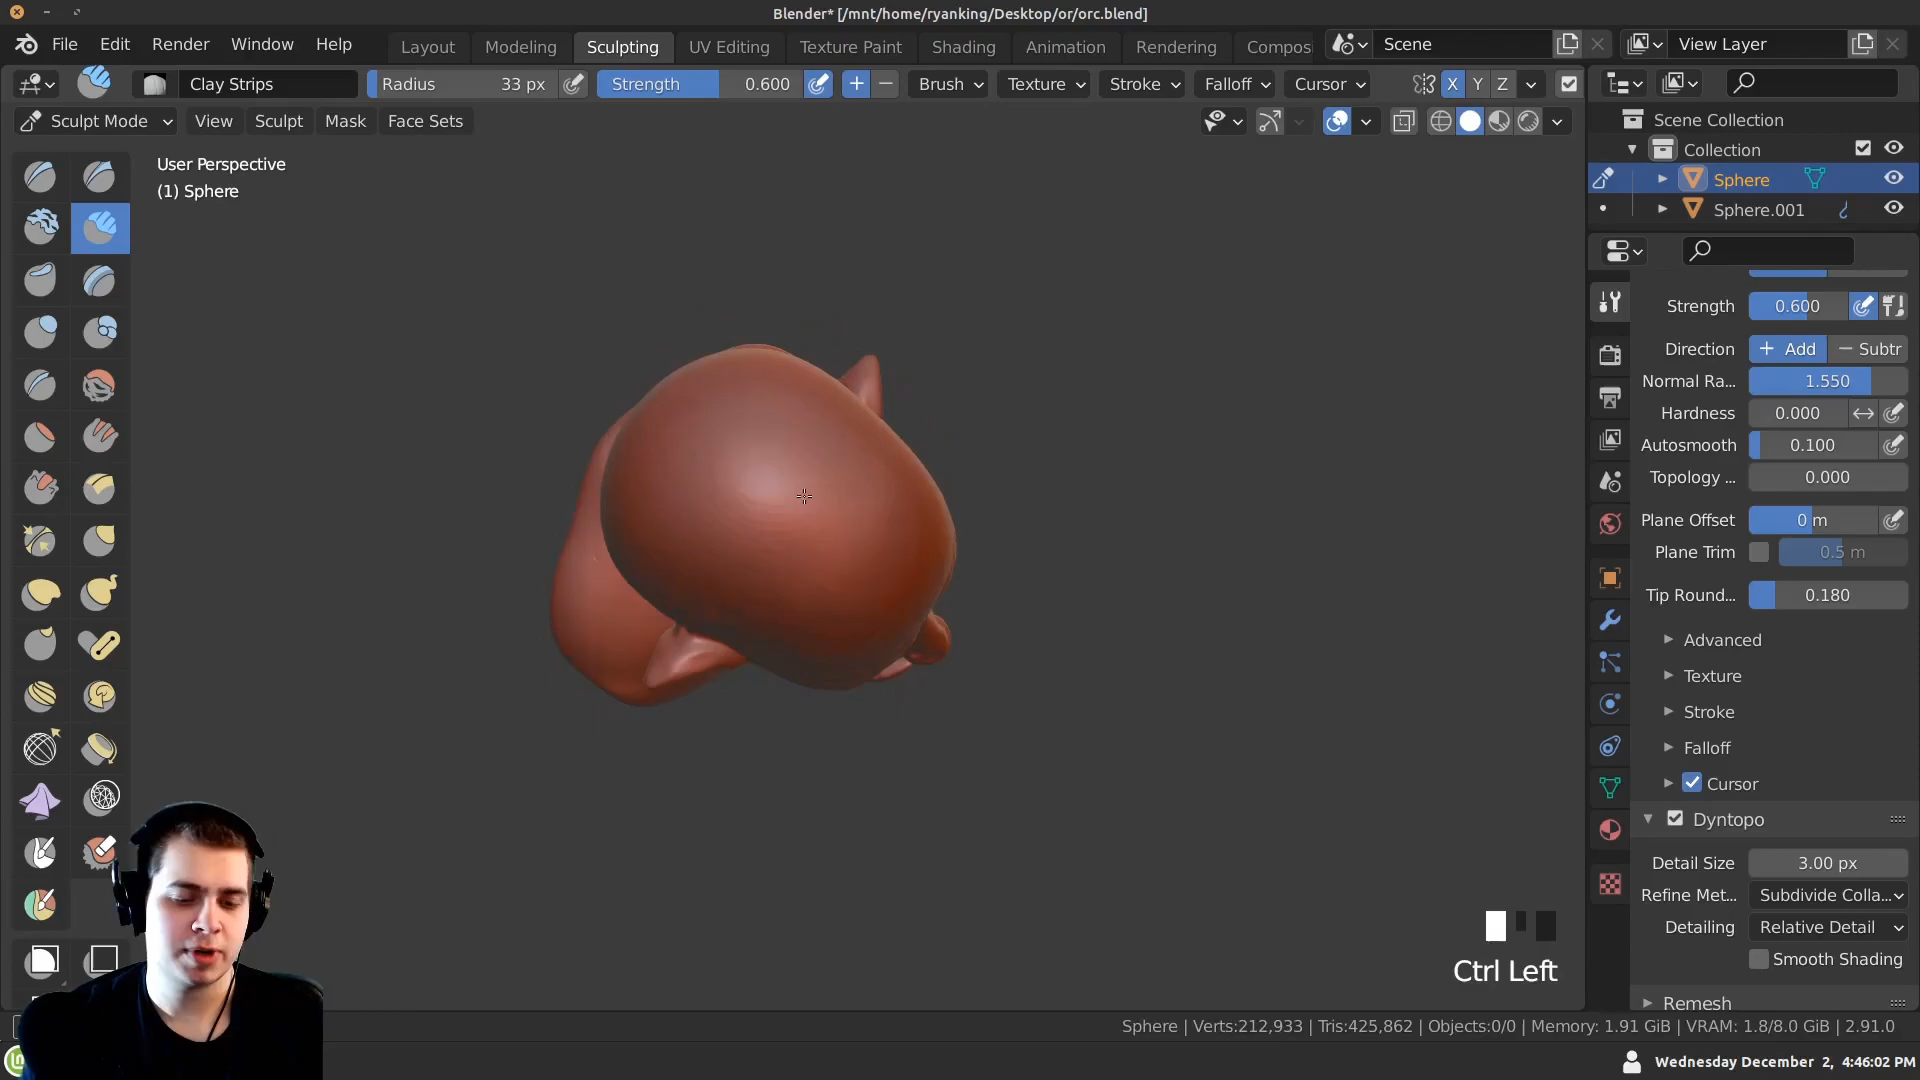 Blender* [/mnt/home/ryanking/Desktop/or/orc.blend]
File Edit Render Window Help Layout Modeling Sculpting UV Editing Texture Paint Shading Animation Rendering Compos Scene View Layer
Clay Strips Radius 33 px Strength 0.600 Brush Texture Stroke Falloff Cursor X Y Z
Sculpt Mode View Sculpt Mask Face Sets
Scene Collection
Collection
Sphere
Sphere.001
User Perspective
(1) Sphere
Strength 0.600
Direction + Add − Subtr
Normal Ra... 1.550
Hardness 0.000
Autosmooth 0.100
Topology ... 0.000
Plane Offset 0 m
Plane Trim 0.5 m
Tip Round... 0.180
Advanced
Texture
Stroke
Falloff
Cursor
Dyntopo
Detail Size 3.00 px
Refine Met... Subdivide Colla...
Detailing Relative Detail
Smooth Shading
Remesh
Ctrl Left
Sphere | Verts:212,933 | Tris:425,862 | Objects:0/0 | Memory: 1.91 GiB | VRAM: 1.8/8.0 GiB | 2.91.0
Wednesday December 2, 4:46:02 PM